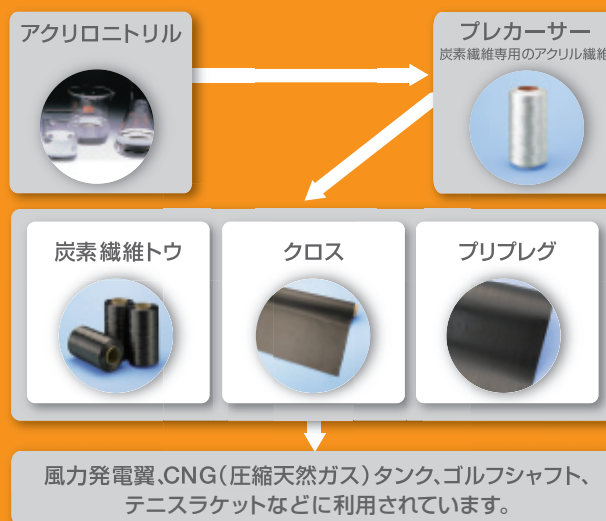 アクリロニトリル
プレカーサー
炭素繊維専用のアクリル繊維
炭素繊維トウ
クロス
プリプレグ
風力発電翼、CNG（圧縮天然ガス）タンク、ゴルフシャフト、
テニスラケットなどに利用されています。